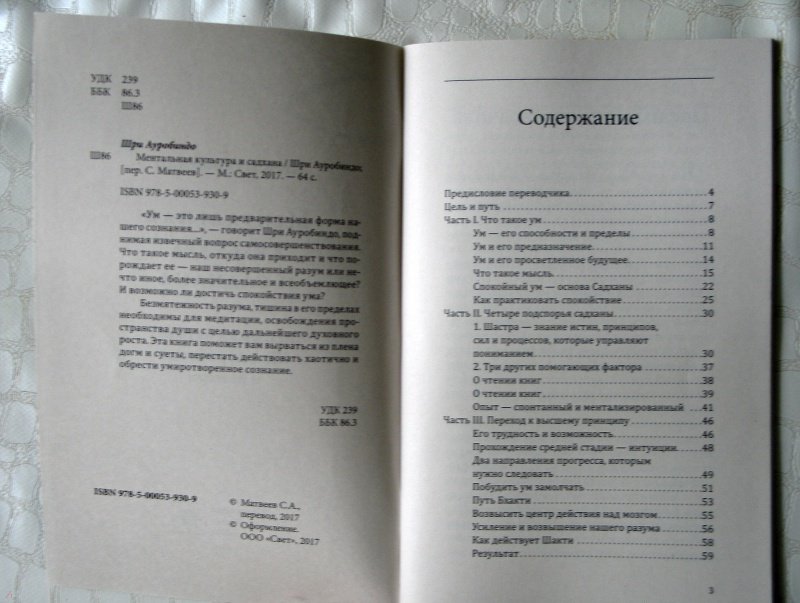 УДК 239
ББК 86.3
Ш86
Шри Ауробиндо
Ш86 Ментальная культура и садхана / Шри Ауробиндо,
[пер. С. Матвеев]. — М.: Свет, 2017. — 64 с.
ISBN 978-5-00053-930-9
«Ум — это лишь предварительная форма на-
шего сознания...», — говорит Шри Ауробиндо, под-
нимая извечный вопрос самосовершенствования.
Что такое мысль, откуда она приходит и что по-
рождает ее — наш несовершенный разум или не-
что иное, более значительное и всеобъемлющее?
И возможно ли достичь спокойствия ума?
Безмятежность разума, тишина в его пределах
необходимы для медитации, освобождения про-
странства души с целью дальнейшего духовного
роста. Эта книга поможет вам вырваться из плена
догм и суеты, перестать действовать хаотично и
обрести умиротворенное сознание.
УДК 239
ББК 86.3
ISBN 978-5-00053-930-9
© Матвеев С.А.,
перевод, 2017
© Оформление.
ООО «Свет», 2017
Содержание
Предисловие переводчика 4
Цель и путь 7
Часть I. Что такое ум 8
Ум — его способности и пределы 8
Ум и его предназначение 11
Ум и его просветленное будущее 14
Что такое мысль 15
Спокойный ум — основа Садханы 22
Как практиковать спокойствие 25
Часть II. Четыре подспорья садханы 30
1. Шастра — знание истин, принципов,
сил и процессов, которые управляют
пониманием 30
2. Три других помогающих фактора 37
О чтении книг 38
О чтении книг 39
Опыт — спонтанный и ментализированный 41
Часть III. Переход к высшему принципу 46
Его трудность и возможность 46
Прохождение средней стадии — интуиции 48
Два направления прогресса, которым
нужно следовать 49
Побудить ум замолчать 51
Путь Бхакти 53
Возвысить центр действия над мозгом 55
Усиление и возвышение нашего разума 56
Как действует Шакти 58
Результат 59
3